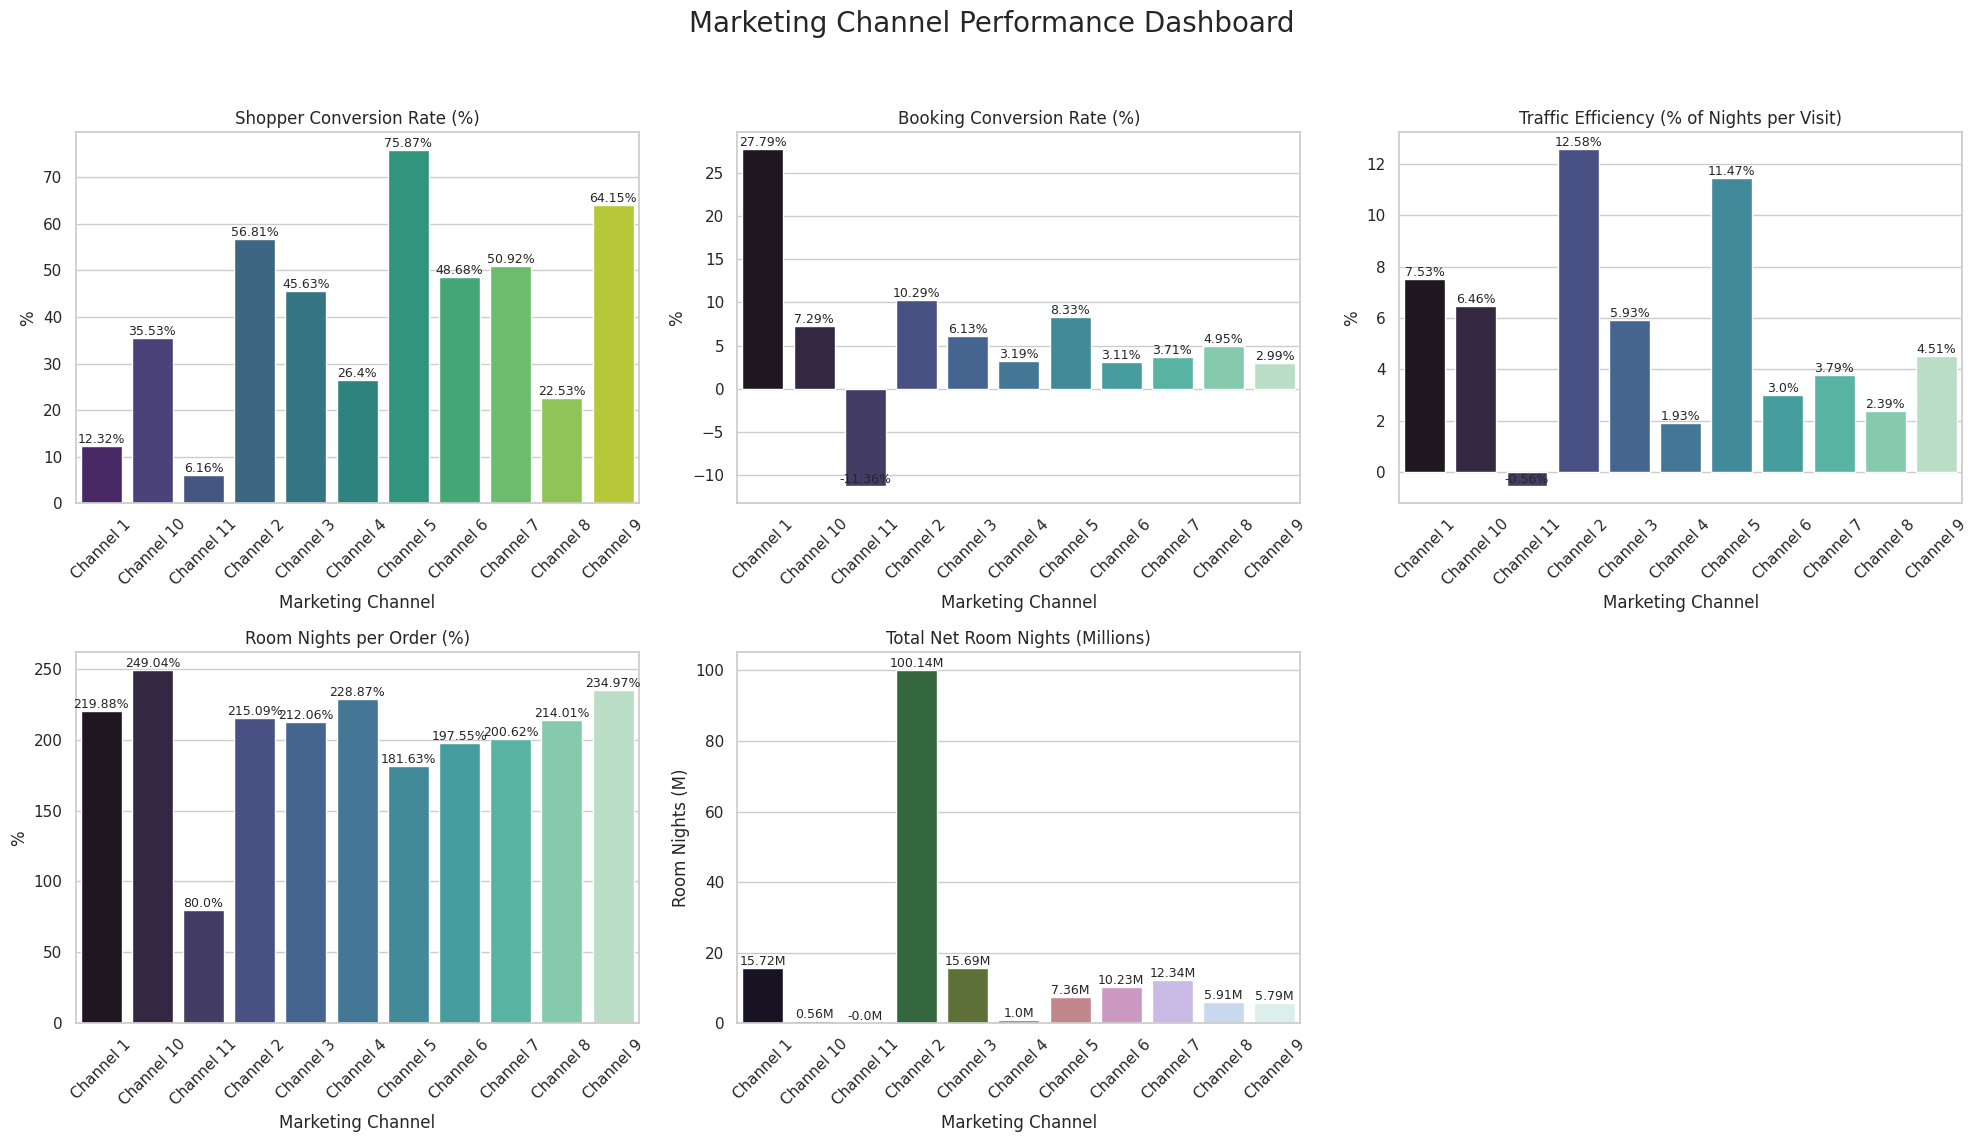 Marketing Channel Performance Dashboard
Shopper Conversion Rate (%)
%
70
60
50
40
30
20
10
0
12.32%
35.53%
6.16%
56.81%
45.63%
26.4%
75.87%
48.68%
50.92%
22.53%
64.15%
Channel 1
Channel 10
Channel 11
Channel 2
Channel 3
Channel 4
Channel 5
Channel 6
Channel 7
Channel 8
Channel 9
Marketing Channel
Booking Conversion Rate (%)
%
25
20
15
10
5
0
−5
−10
27.79%
7.29%
-11.36%
10.29%
6.13%
3.19%
8.33%
3.11%
3.71%
4.95%
2.99%
Channel 1
Channel 10
Channel 11
Channel 2
Channel 3
Channel 4
Channel 5
Channel 6
Channel 7
Channel 8
Channel 9
Marketing Channel
Traffic Efficiency (% of Nights per Visit)
%
12
10
8
6
4
2
0
7.53%
6.46%
-0.56%
12.58%
5.93%
1.93%
11.47%
3.0%
3.79%
2.39%
4.51%
Channel 1
Channel 10
Channel 11
Channel 2
Channel 3
Channel 4
Channel 5
Channel 6
Channel 7
Channel 8
Channel 9
Marketing Channel
Room Nights per Order (%)
%
250
200
150
100
50
0
219.88%
249.04%
80.0%
215.09%
212.06%
228.87%
181.63%
197.55%
200.62%
214.01%
234.97%
Channel 1
Channel 10
Channel 11
Channel 2
Channel 3
Channel 4
Channel 5
Channel 6
Channel 7
Channel 8
Channel 9
Marketing Channel
Total Net Room Nights (Millions)
Room Nights (M)
100
80
60
40
20
0
15.72M
0.56M
-0.0M
100.14M
15.69M
1.0M
7.36M
10.23M
12.34M
5.91M
5.79M
Channel 1
Channel 10
Channel 11
Channel 2
Channel 3
Channel 4
Channel 5
Channel 6
Channel 7
Channel 8
Channel 9
Marketing Channel